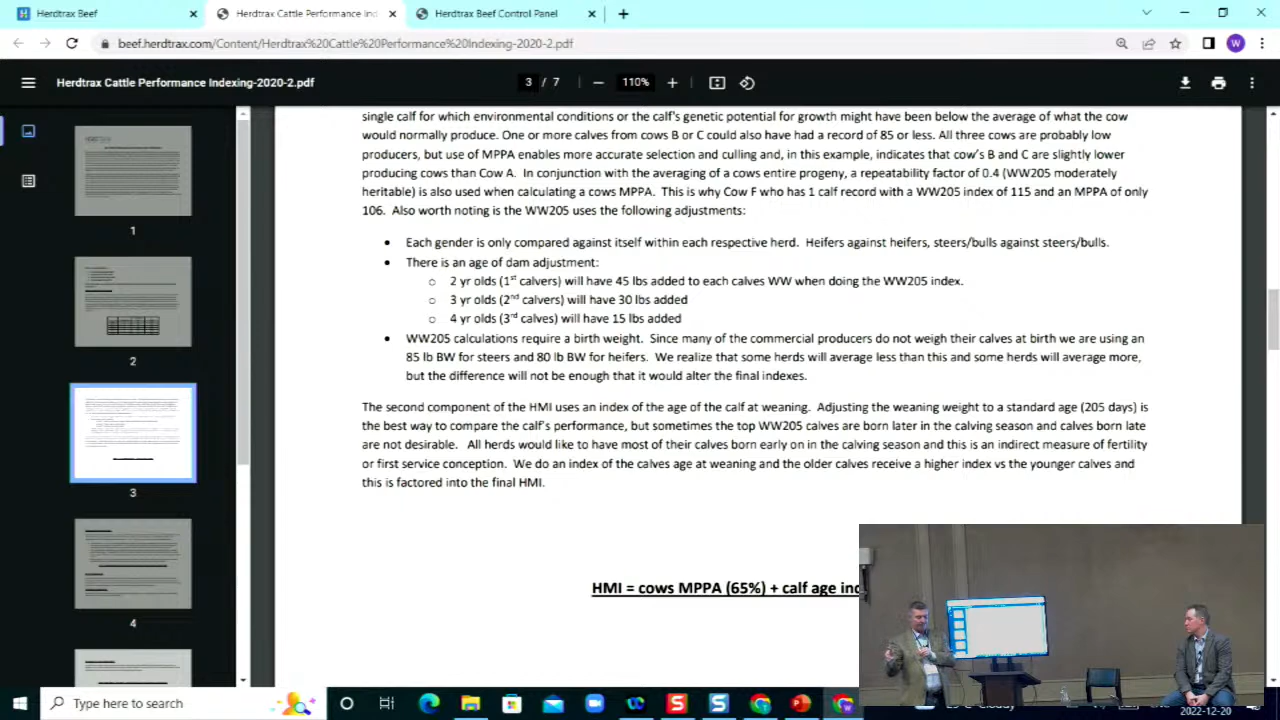 Herdtrax Beef
Herdtrax Cattle Performance Ind
Herdtrax Beef Control Panel
beef.herdtrax.com/Content/Herdtrax%20Cattle%20Performance%20Indexing-2020-2.pdf
W
Herdtrax Cattle Performance Indexing-2020-2.pdf
3 / 7
110%
single calf for which environmental conditions or the calf's genetic potential for growth might have been below the average of what the cow
would normally produce. One or more calves from cows B or C could also have had a record of 85 or less. All three cows are probably low
producers, but use of MPPA enables more accurate selection and culling and, in this example, indicates that cow's B and C are slightly lower
producing cows than Cow A. In conjunction with the averaging of a cows entire progeny, a repeatability factor of 0.4 (WW205 moderately
heritable) is also used when calculating a cows MPPA. This is why Cow F who has 1 calf record with a WW205 index of 115 and an MPPA of only
106. Also worth noting is the WW205 uses the following adjustments:
• Each gender is only compared against itself within each respective herd. Heifers against heifers, steers/bulls against steers/bulls.
• There is an age of dam adjustment:
o 2 yr olds (1st calvers) will have 45 lbs added to each calves WW when doing the WW205 index.
o 3 yr olds (2nd calvers) will have 30 lbs added
o 4 yr olds (3rd calves) will have 15 lbs added
• WW205 calculations require a birth weight. Since many of the commercial producers do not weigh their calves at birth we are using an
85 lb BW for steers and 80 lb BW for heifers. We realize that some herds will average less than this and some herds will average more,
but the difference will not be enough that it would alter the final indexes.
The second component of the HMI uses an index of the age of the calf at weaning. Adjusting the weaning weight to a standard age (205 days) is
the best way to compare the calf's performance, but sometimes the top WW205 calves are born later in the calving season and calves born late
are not desirable. All herds would like to have most of their calves born early on in the calving season and this is an indirect measure of fertility
or first service conception. We do an index of the calves age at weaning and the older calves receive a higher index vs the younger calves and
this is factored into the final HMI.
HMI = cows MPPA (65%) + calf age ind
1
2
3
4
Type here to search
2022-12-20